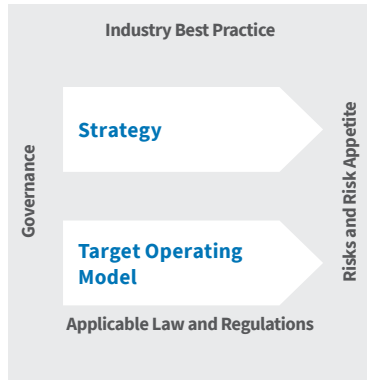 Industry Best Practice
Governance
Strategy
Target Operating
Model
Risks and Risk Appetite
Applicable Law and Regulations